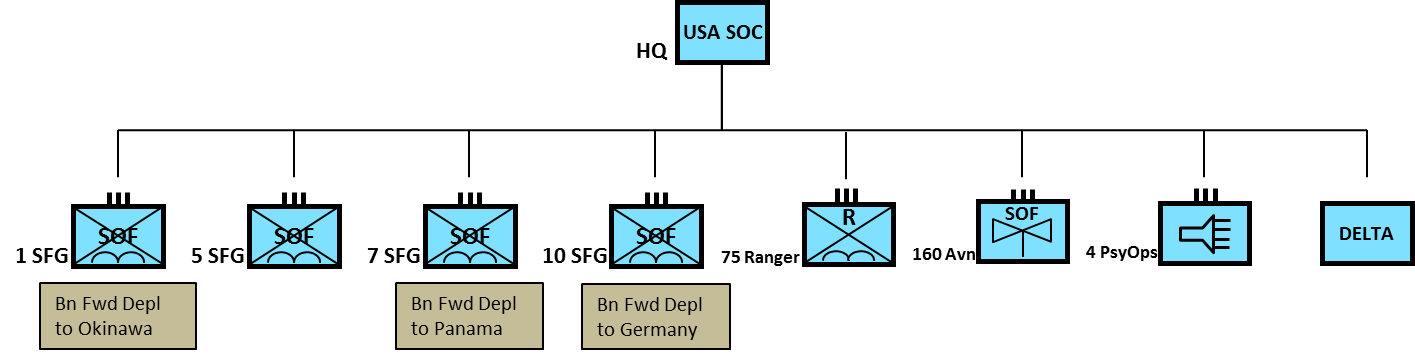 USA SOC
HQ
SOF
1 SFG
SOF
5 SFG
SOF
7 SFG
SOF
10 SFG
R
75 Ranger
SOF
160 Avn
4 PsyOps
DELTA
Bn Fwd Depl
to Okinawa
Bn Fwd Depl
to Panama
Bn Fwd Depl
to Germany